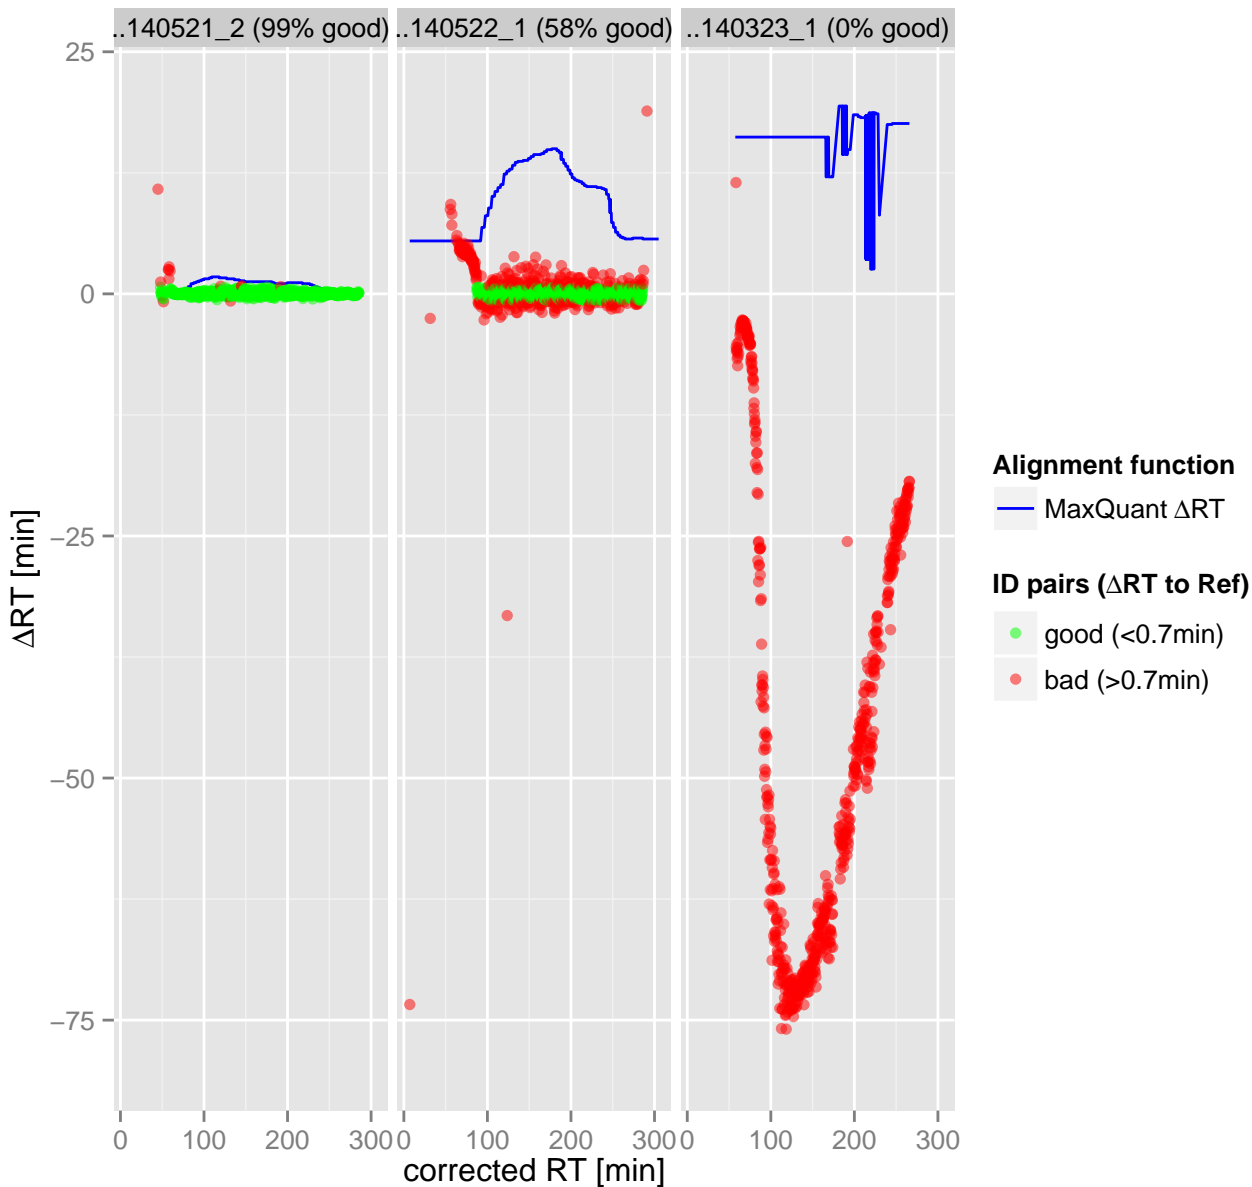 ..140521_2 (99% good)
..140522_1 (58% good)
..140323_1 (0% good)
25
0
−25
−50
−75
ΔRT [min]
0 100 200 300
0 100 200 300
0 100 200 300
corrected RT [min]
Alignment function
MaxQuant ΔRT
ID pairs (ΔRT to Ref)
good (<0.7min)
bad (>0.7min)